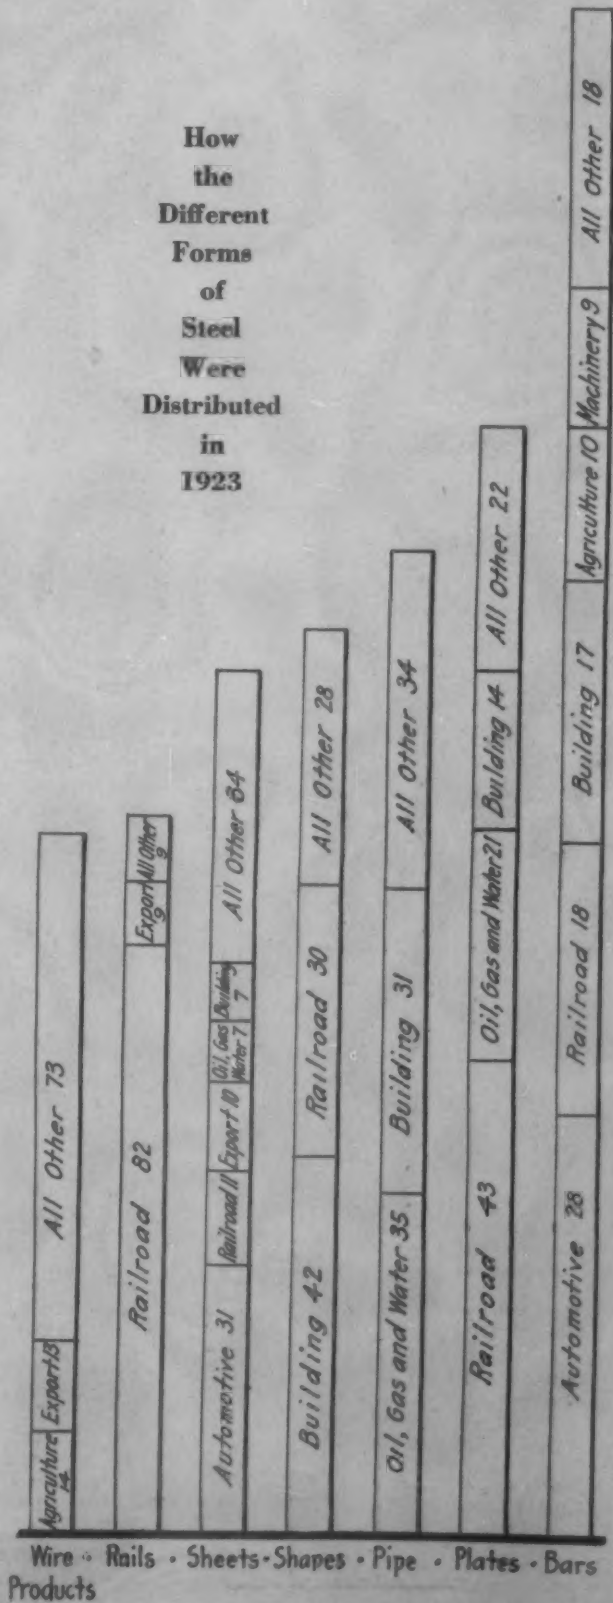 How
the
Different
Forms
of
Steel
Were
Distributed
in
1923
Agriculture
14
Export 13
All Other 73
Railroad 82
Export
9
All Other
9
Automotive 31
Railroad 11
Export 10
Oil, Gas
Water 7
Building
7
All Other 84
Building 42
Railroad 30
All Other 28
Oil, Gas and Water 35
Building 31
All Other 34
Railroad 43
Oil, Gas and Water 21
Building 14
All Other 22
Automotive 28
Railroad 18
Building 17
Agriculture 10
Machinery 9
All Other 18
Wire · Rails · Sheets · Shapes · Pipe · Plates · Bars
Products